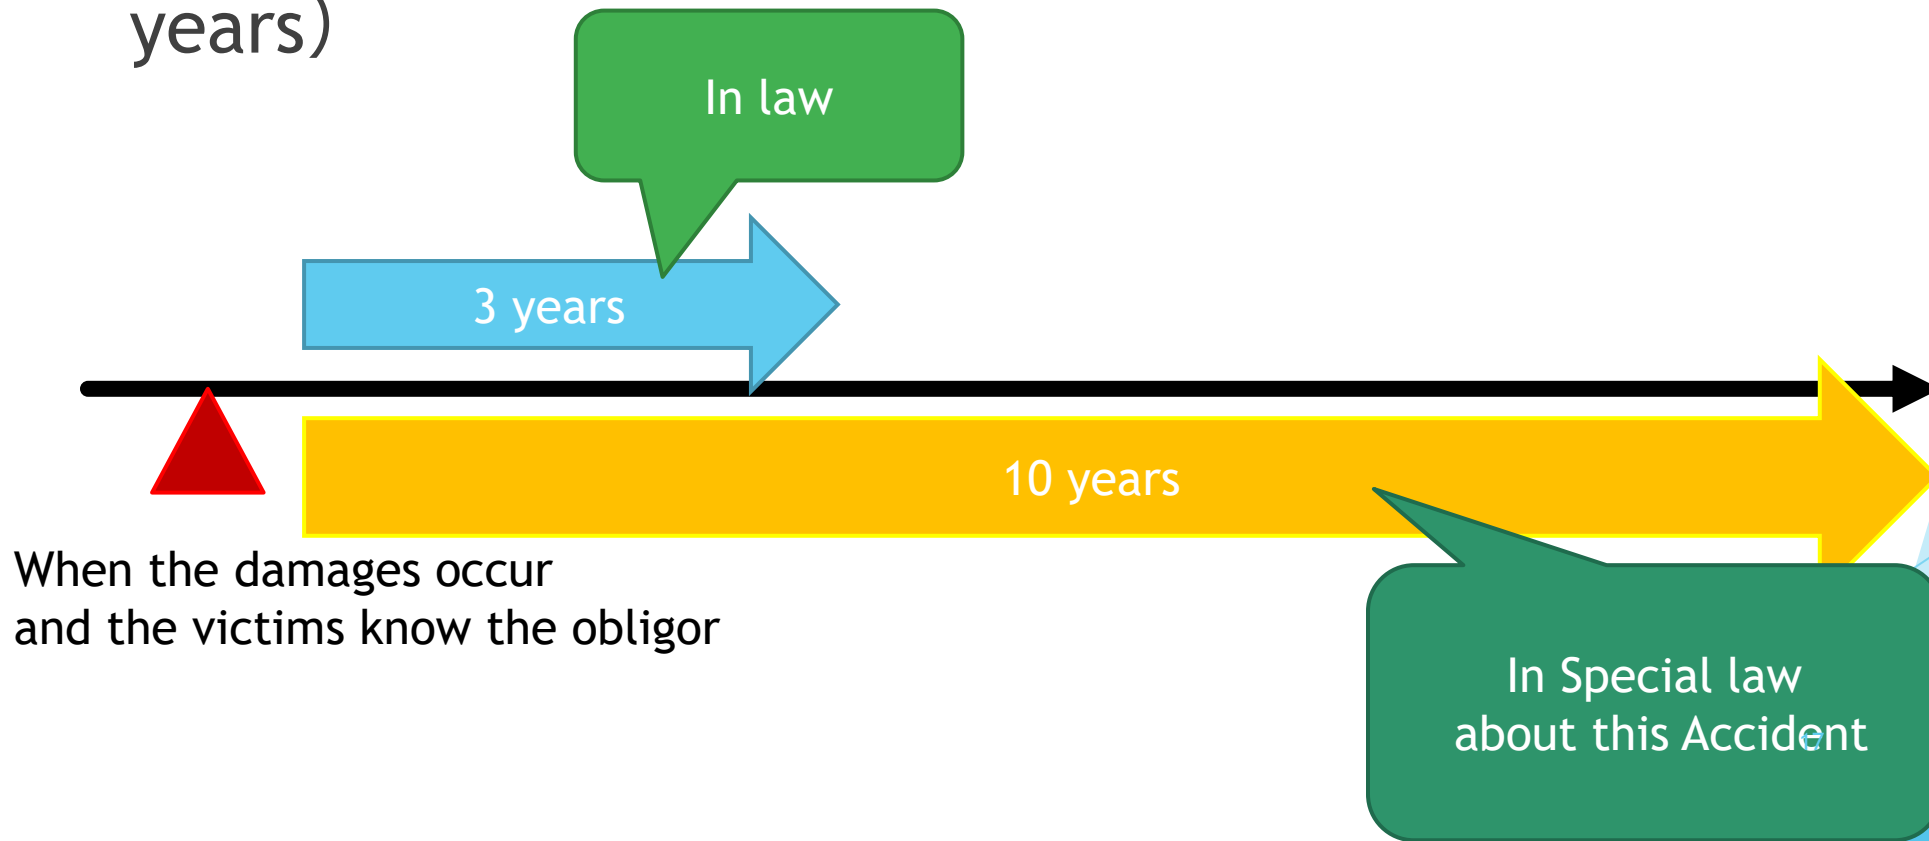 years)
In law
3 years
10 years
When the damages occur
and the victims know the obligor
In Special law
about this Accident
17